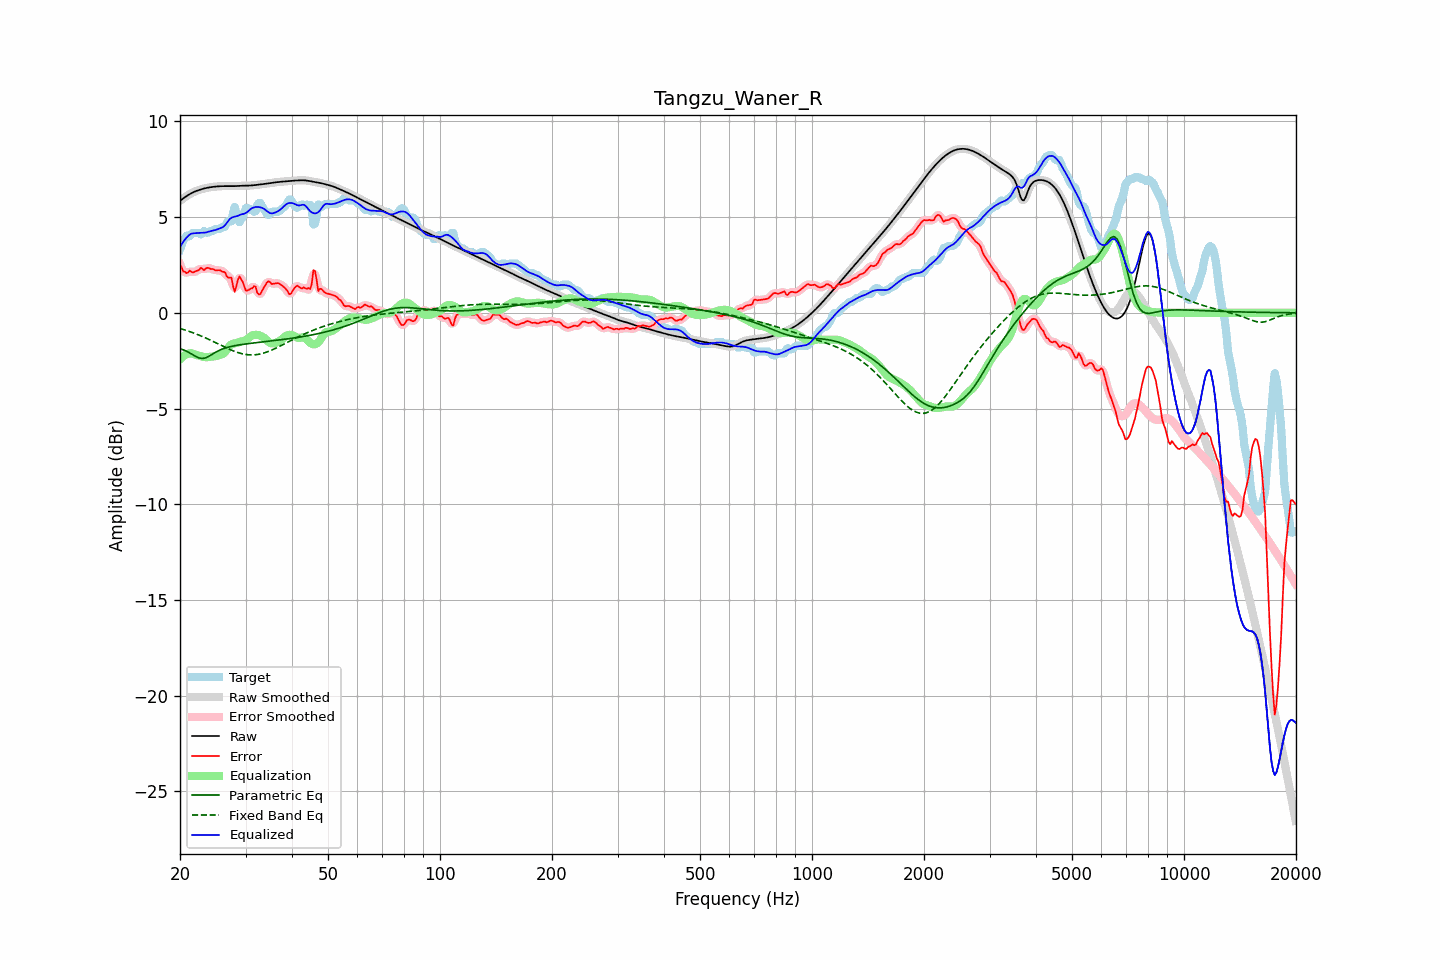 Tangzu_Waner_R
10
5
0
−5
−10
−15
−20
−25
Amplitude (dBr)
Target
Raw Smoothed
Error Smoothed
Raw
Error
Equalization
Parametric Eq
Fixed Band Eq
Equalized
20 50 100 200 500 1000 2000 5000 10000 20000
Frequency (Hz)